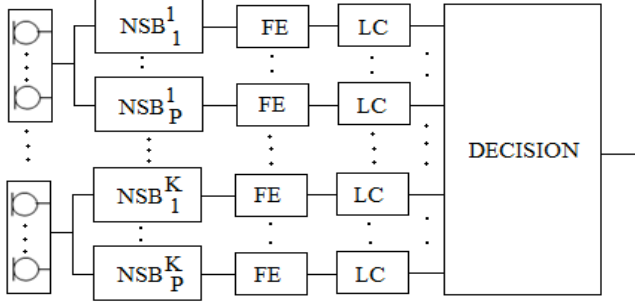 NSB 1 1 FE LC
NSB 1 P FE LC
DECISION
NSB K 1 FE LC
NSB K P FE LC